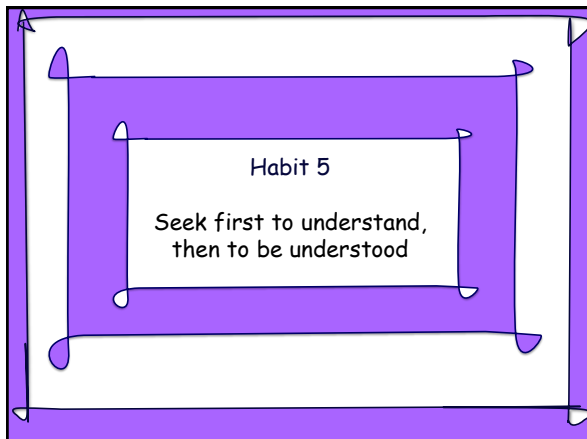 Habit 5
Seek first to understand,
then to be understood